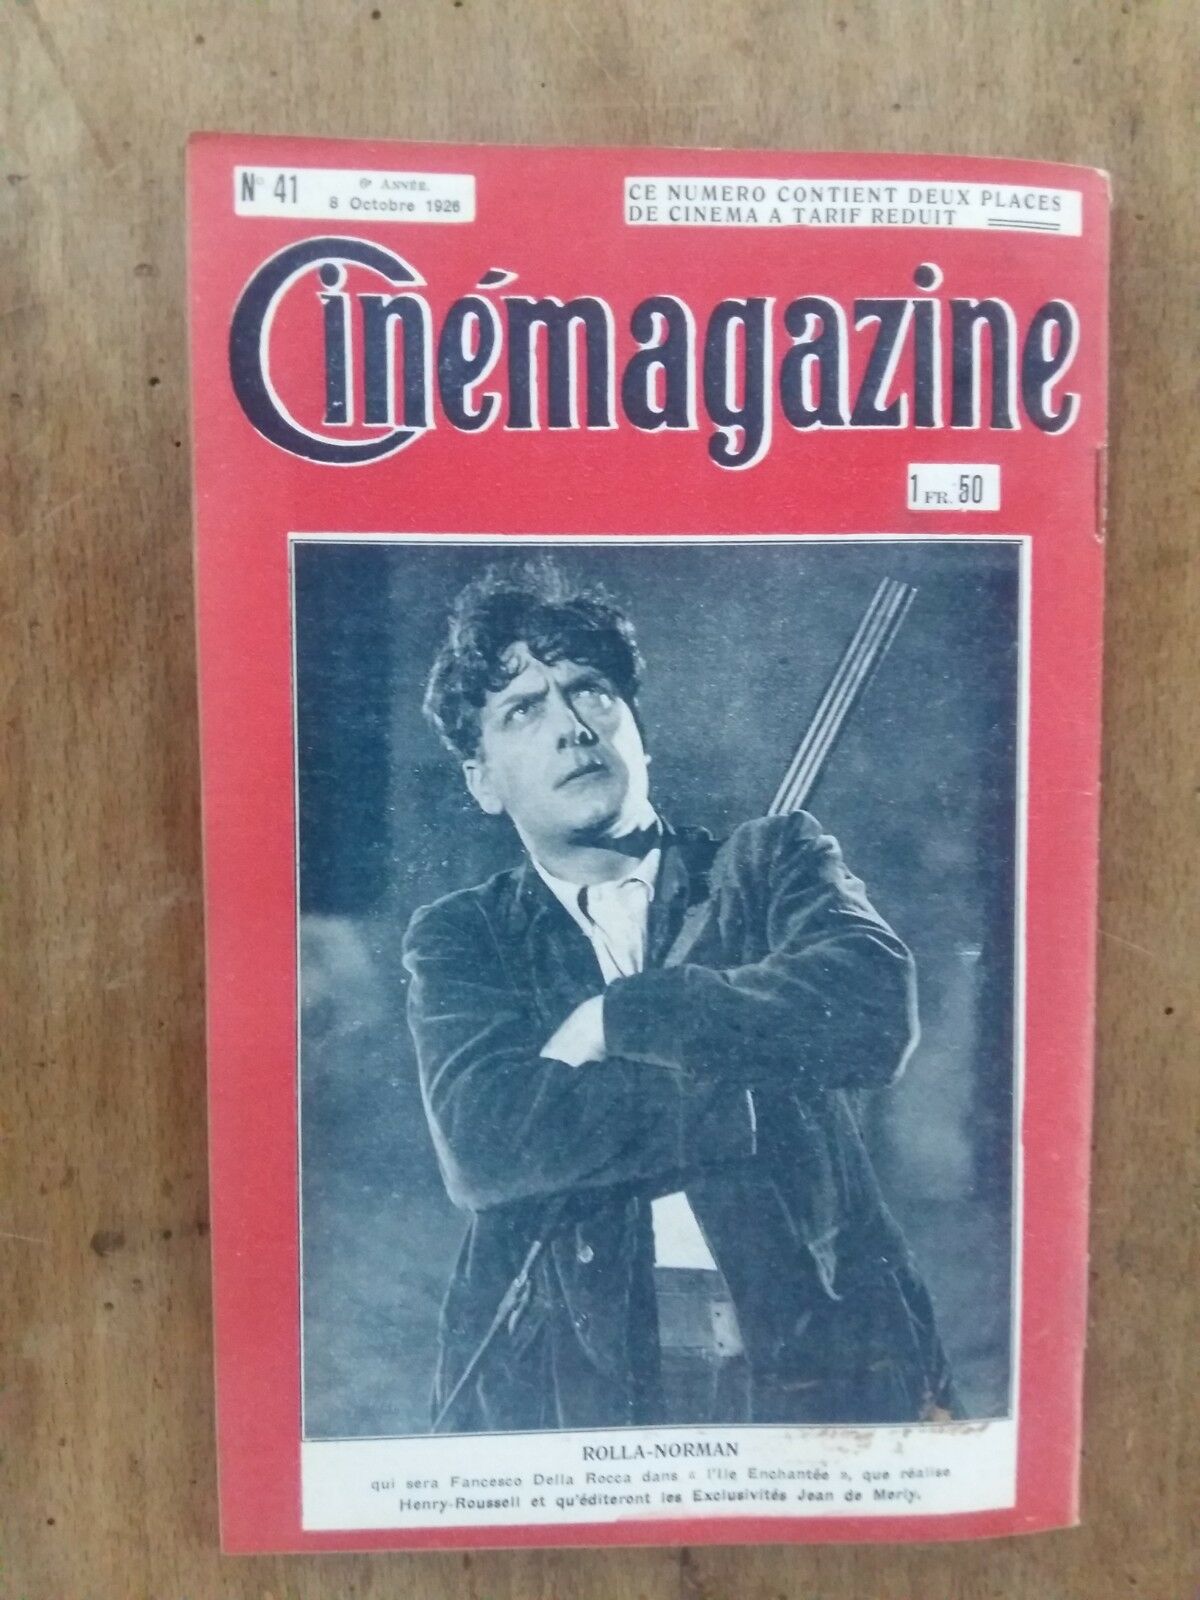 N° 41
6e ANNÉE.
8 Octobre 1926
CE NUMERO CONTIENT DEUX PLACES
DE CINEMA A TARIF REDUIT
Cinémagazine
1 FR. 50
ROLLA-NORMAN
qui sera Fancesco Della Rocca dans « l'Ile Enchantée », que réalise
Henry-Roussell et qu'éditeront les Exclusivités Jean de Merly.